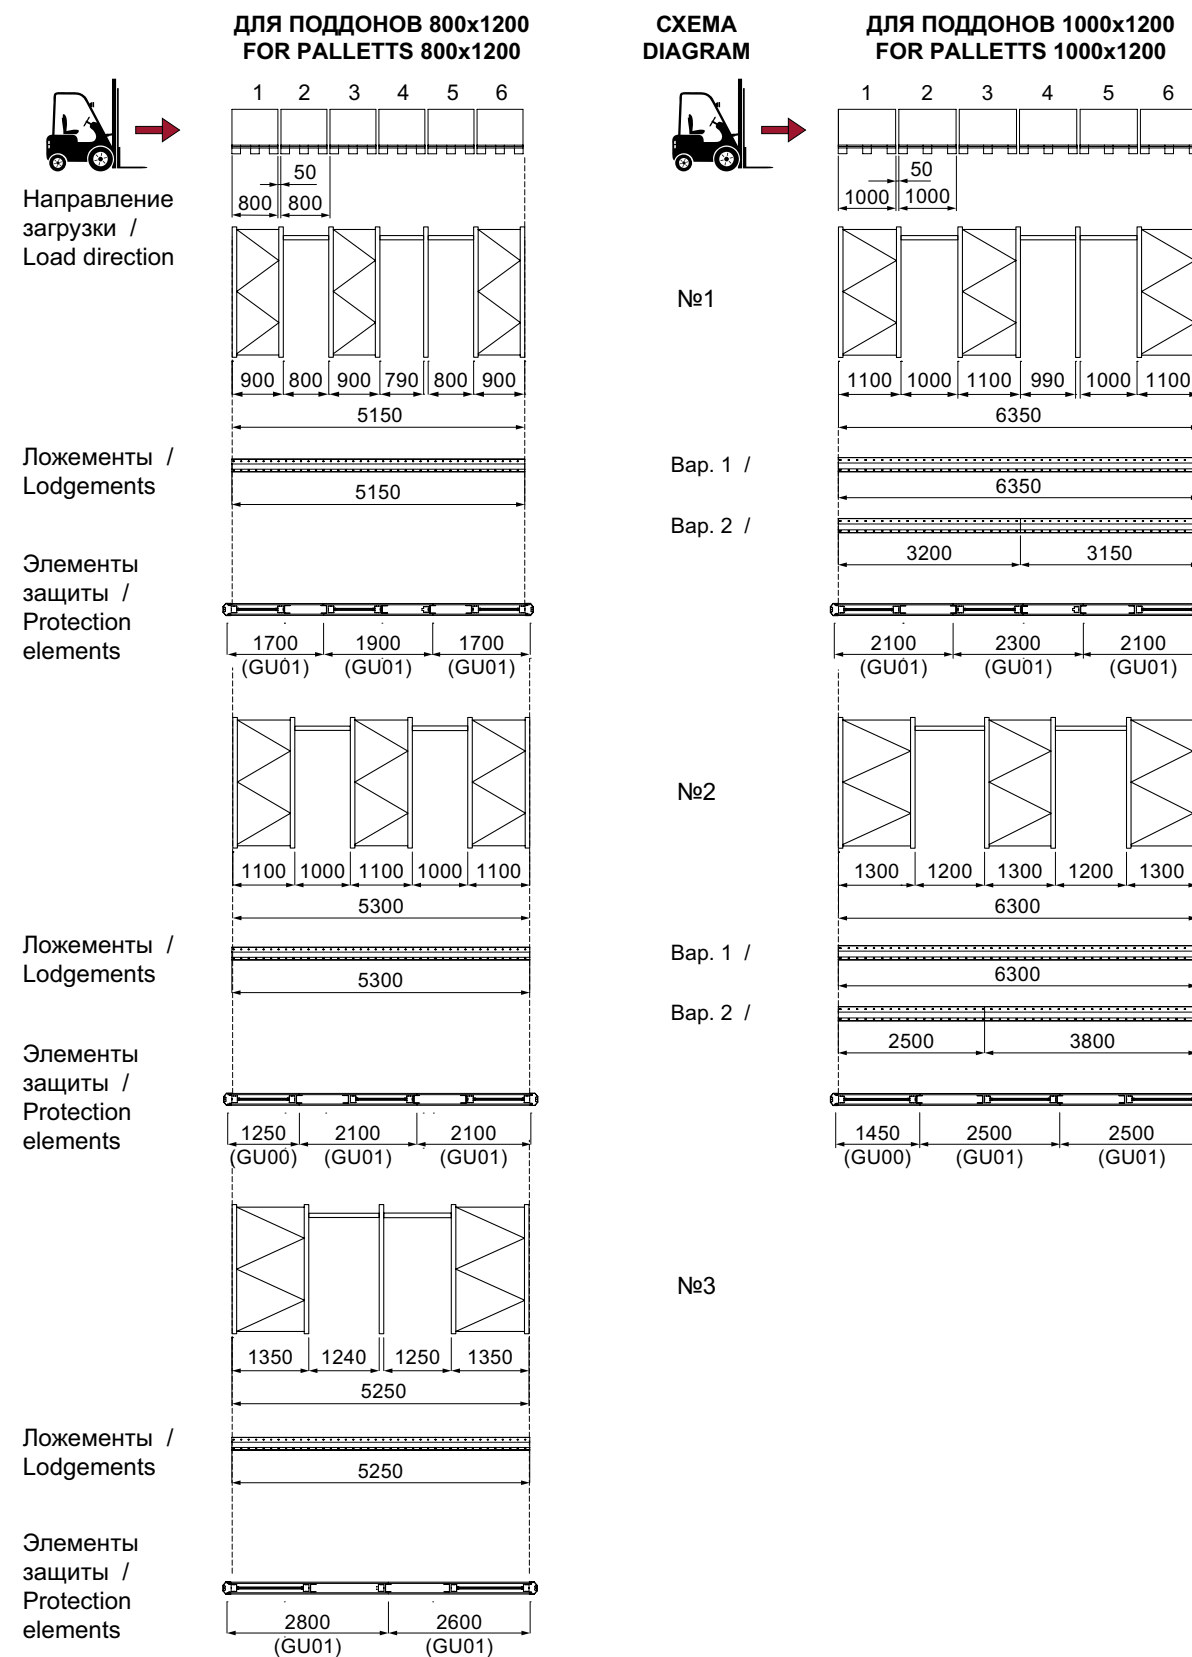 ДЛЯ ПОДДОНОВ 800x1200
FOR PALLETTS 800x1200
СХЕМА
DIAGRAM
ДЛЯ ПОДДОНОВ 1000x1200
FOR PALLETTS 1000x1200
1 2 3 4 5 6
1 2 3 4 5 6
50
800 800
50
1000 1000
Направление
загрузки /
Load direction
№1
900 800 900 790 800 900
5150
1100 1000 1100 990 1000 1100
6350
Ложементы /
Lodgements
5150
Вар. 1 /
6350
Вар. 2 /
3200 3150
Элементы
защиты /
Protection
elements
1700 1900 1700
(GU01) (GU01) (GU01)
2100 2300 2100
(GU01) (GU01) (GU01)
№2
1100 1000 1100 1000 1100
5300
1300 1200 1300 1200 1300
6300
Ложементы /
Lodgements
5300
Вар. 1 /
6300
Вар. 2 /
2500 3800
Элементы
защиты /
Protection
elements
1250 2100 2100
(GU00) (GU01) (GU01)
1450 2500 2500
(GU00) (GU01) (GU01)
№3
1350 1240 1250 1350
5250
Ложементы /
Lodgements
5250
Элементы
защиты /
Protection
elements
2800 2600
(GU01) (GU01)